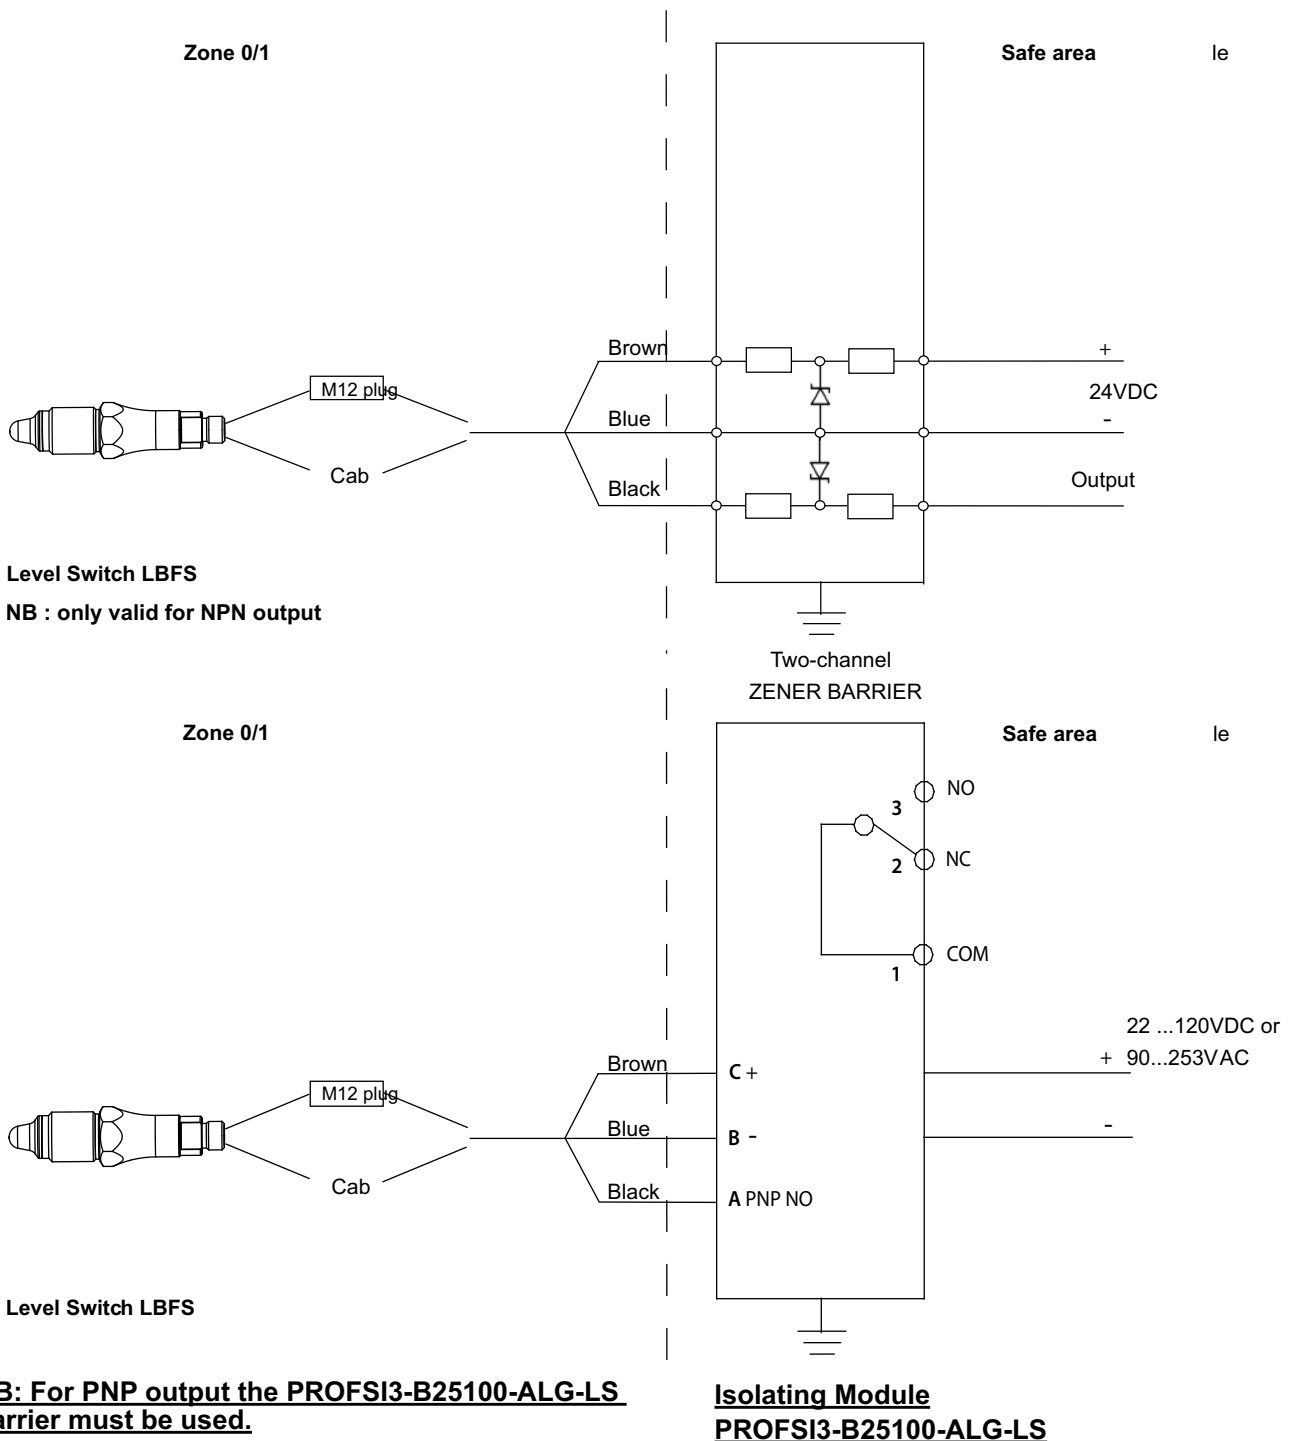 Zone 0/1
Safe area
le
Brown
+
M12 plug
24VDC
Blue
-
Cab
Black
Output
Level Switch LBFS
NB : only valid for NPN output
Two-channel
ZENER BARRIER
Zone 0/1
Safe area
le
NO
3
2
NC
COM
1
22 ...120VDC or
+ 90...253VAC
Brown
C +
M12 plug
Blue
B -
-
Cab
Black
A PNP NO
Level Switch LBFS
B: For PNP output the PROFSI3-B25100-ALG-LS
arrier must be used.
Isolating Module
PROFSI3-B25100-ALG-LS